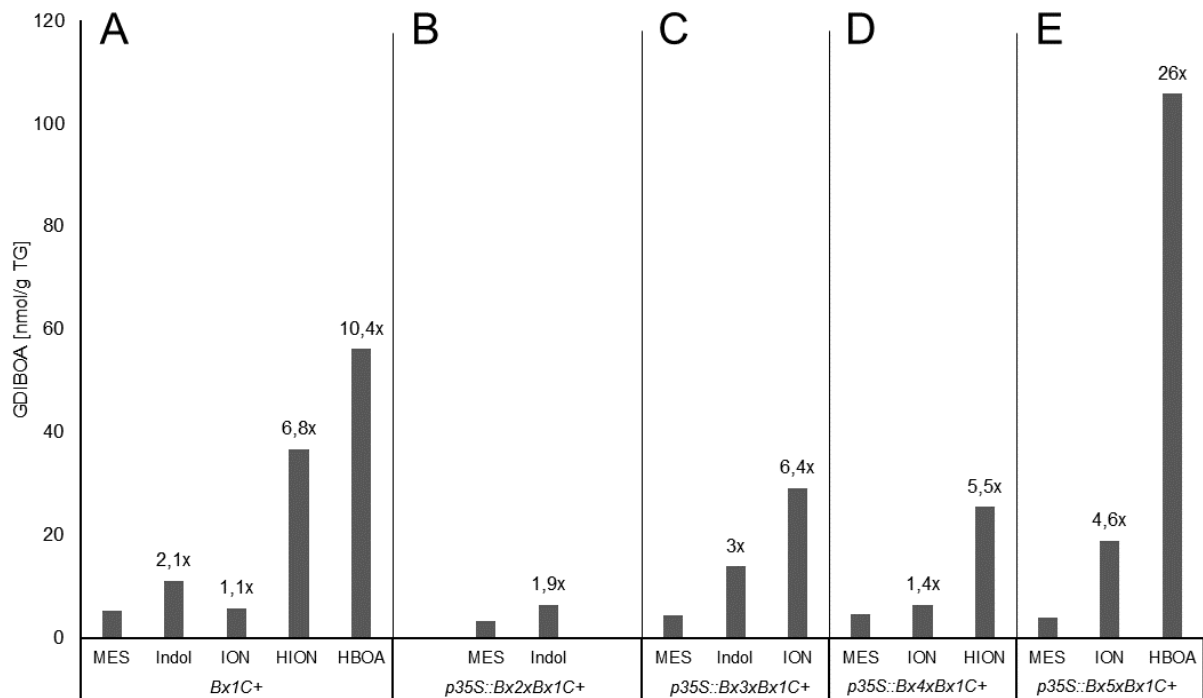 A B C D E
120
100
80
60
40
20
0
GDIBOA [nmol/g TG]
2,1x
1,1x
6,8x
10,4x
1,9x
3x
6,4x
1,4x
5,5x
4,6x
26x
MES Indol ION HION HBOA MES Indol MES Indol ION MES ION HION MES ION HBOA
Bx1C+ p35S::Bx2xBx1C+ p35S::Bx3xBx1C+ p35S::Bx4xBx1C+ p35S::Bx5xBx1C+